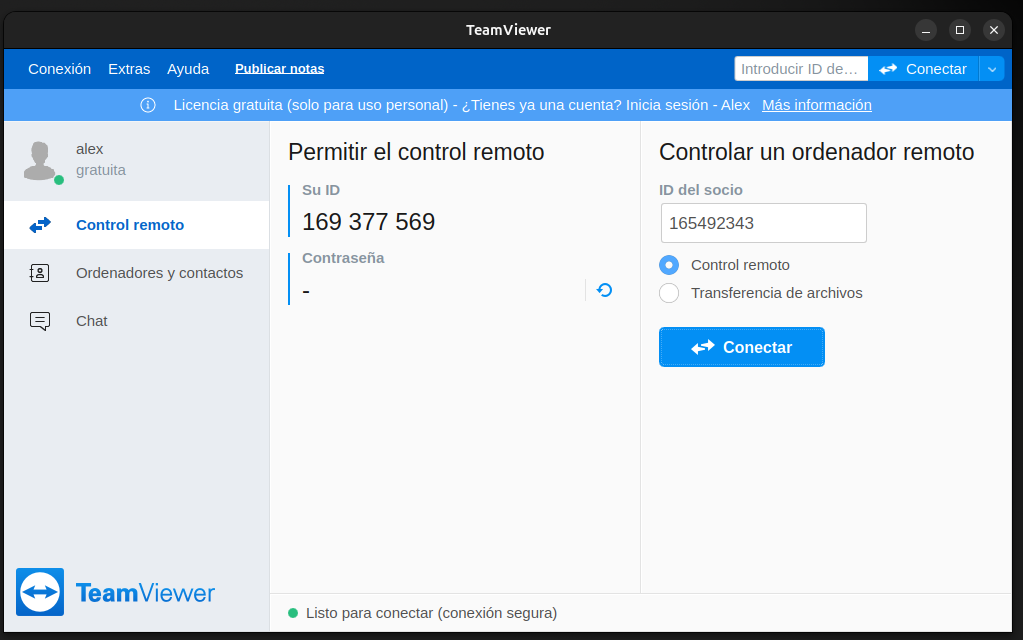 TeamViewer
Conexión Extras Ayuda Publicar notas Introducir ID de... Conectar
Licencia gratuita (solo para uso personal) - ¿Tienes ya una cuenta? Inicia sesión - Alex Más información
alex
gratuita
Control remoto
Ordenadores y contactos
Chat
TeamViewer
Permitir el control remoto
Su ID
169 377 569
Contraseña
-
Controlar un ordenador remoto
ID del socio
165492343
Control remoto
Transferencia de archivos
Conectar
Listo para conectar (conexión segura)